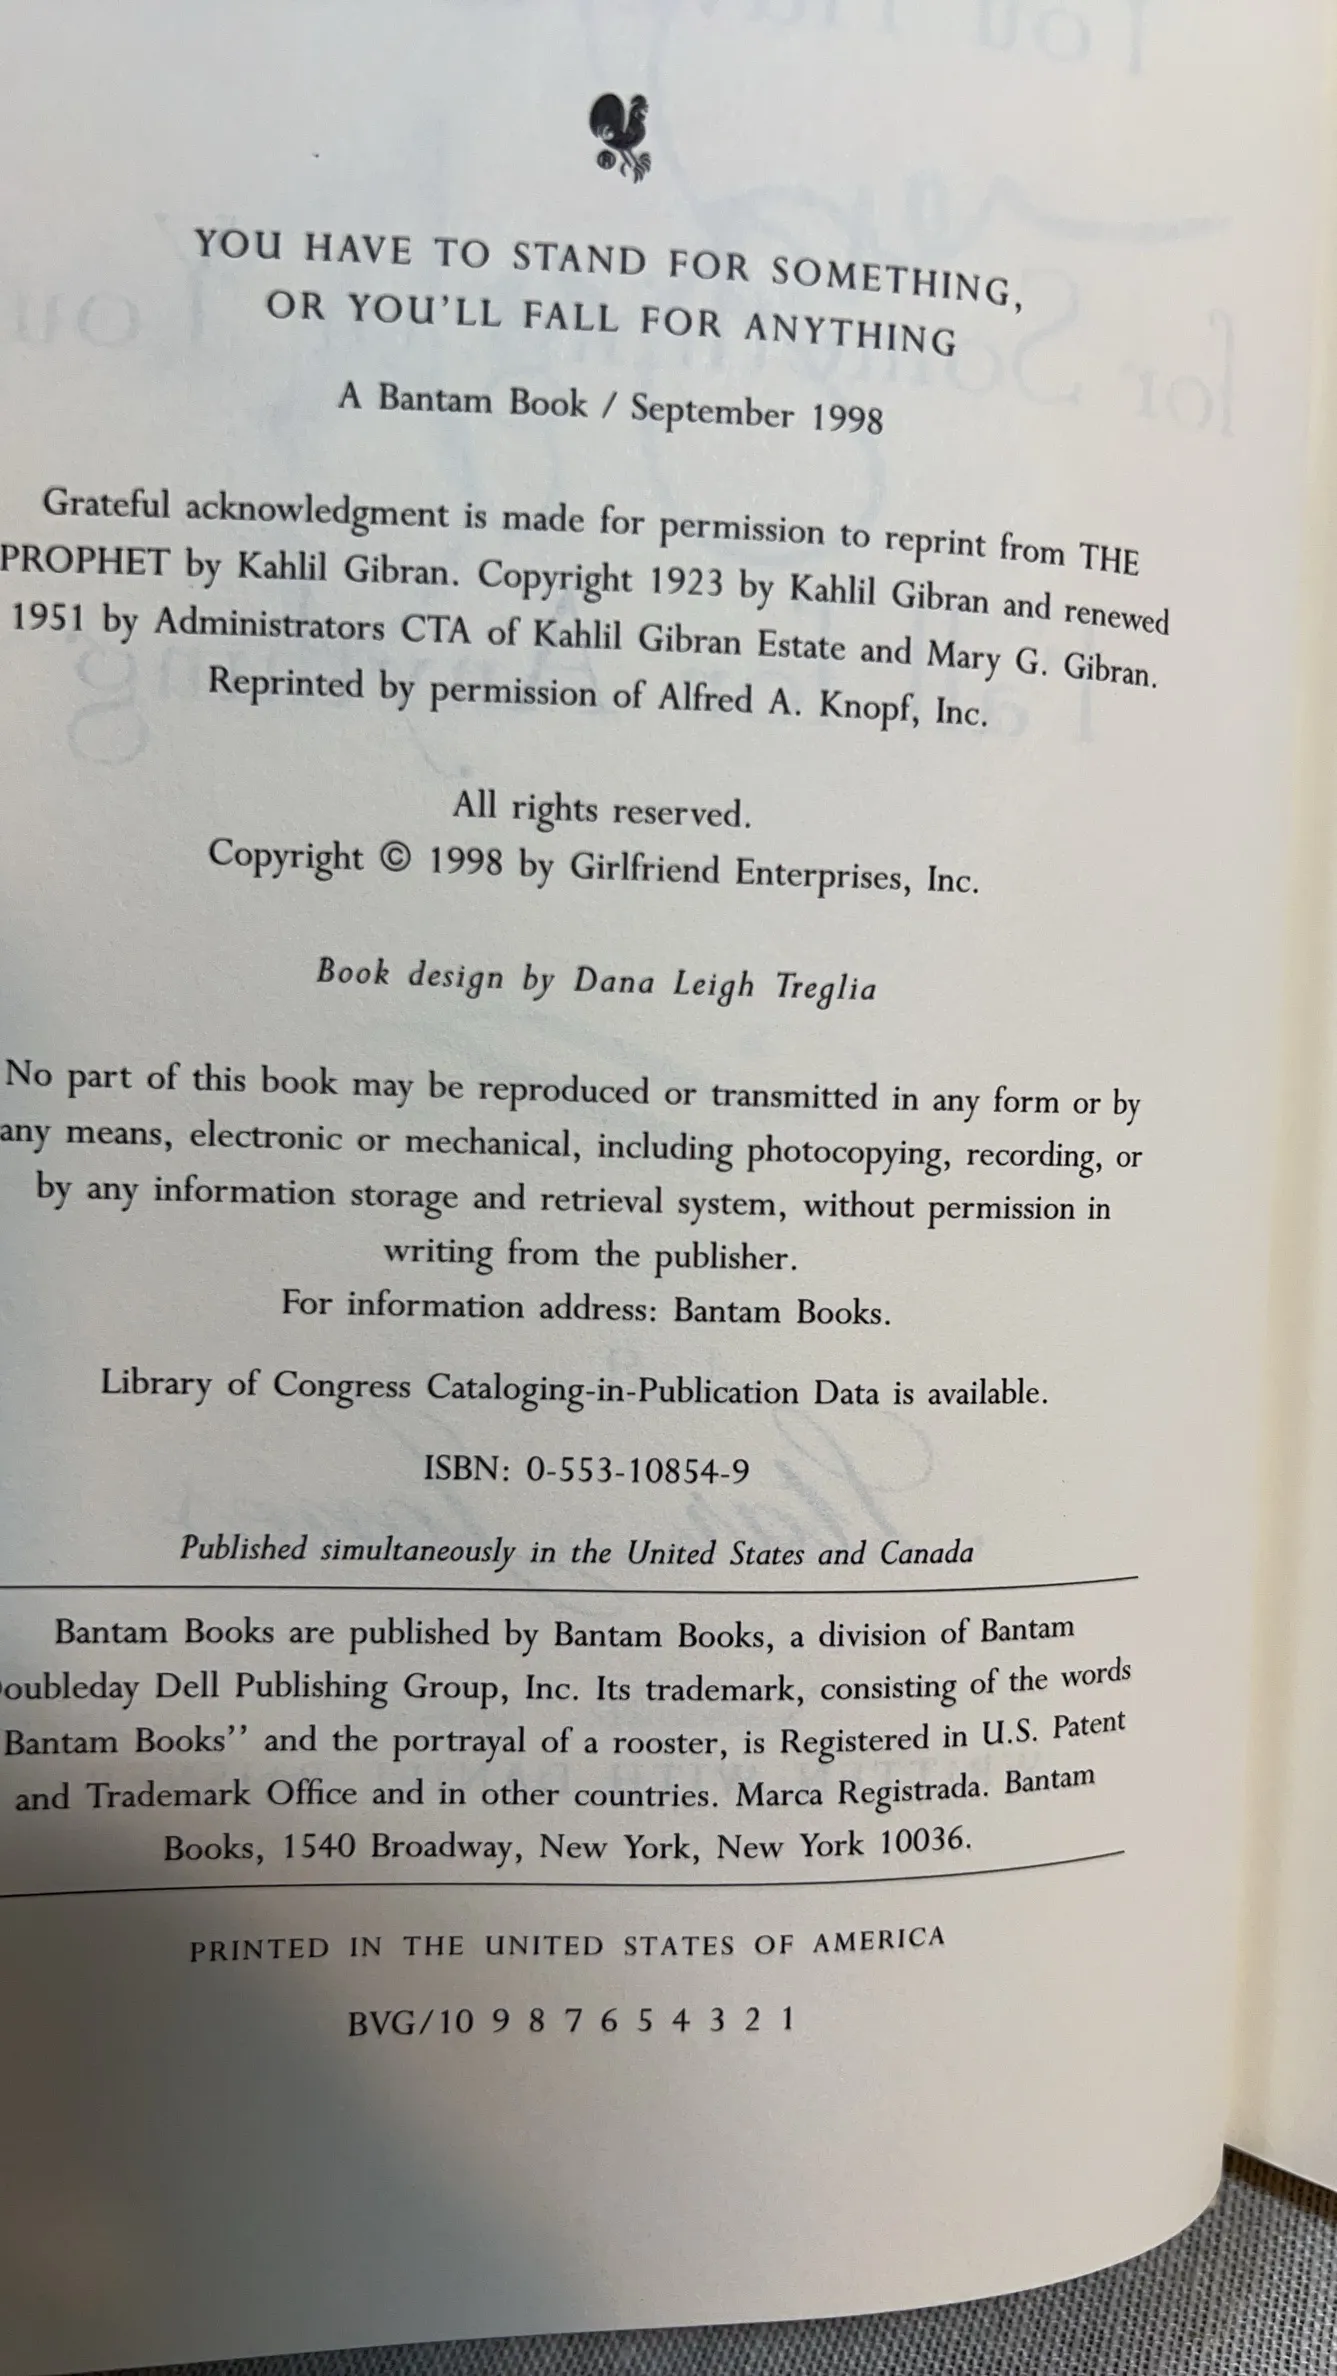 YOU HAVE TO STAND FOR SOMETHING,
OR YOU'LL FALL FOR ANYTHING
A Bantam Book / September 1998
Grateful acknowledgment is made for permission to reprint from THE
PROPHET by Kahlil Gibran. Copyright 1923 by Kahlil Gibran and renewed
1951 by Administrators CTA of Kahlil Gibran Estate and Mary G. Gibran.
Reprinted by permission of Alfred A. Knopf, Inc.
All rights reserved.
Copyright © 1998 by Girlfriend Enterprises, Inc.
Book design by Dana Leigh Treglia
No part of this book may be reproduced or transmitted in any form or by
any means, electronic or mechanical, including photocopying, recording, or
by any information storage and retrieval system, without permission in
writing from the publisher.
For information address: Bantam Books.
Library of Congress Cataloging-in-Publication Data is available.
ISBN: 0-553-10854-9
Published simultaneously in the United States and Canada
Bantam Books are published by Bantam Books, a division of Bantam
oubleday Dell Publishing Group, Inc. Its trademark, consisting of the words
Bantam Books" and the portrayal of a rooster, is Registered in U.S. Patent
and Trademark Office and in other countries. Marca Registrada. Bantam
Books, 1540 Broadway, New York, New York 10036.
PRINTED IN THE UNITED STATES OF AMERICA
BVG/10 9 8 7 6 5 4 3 2 1